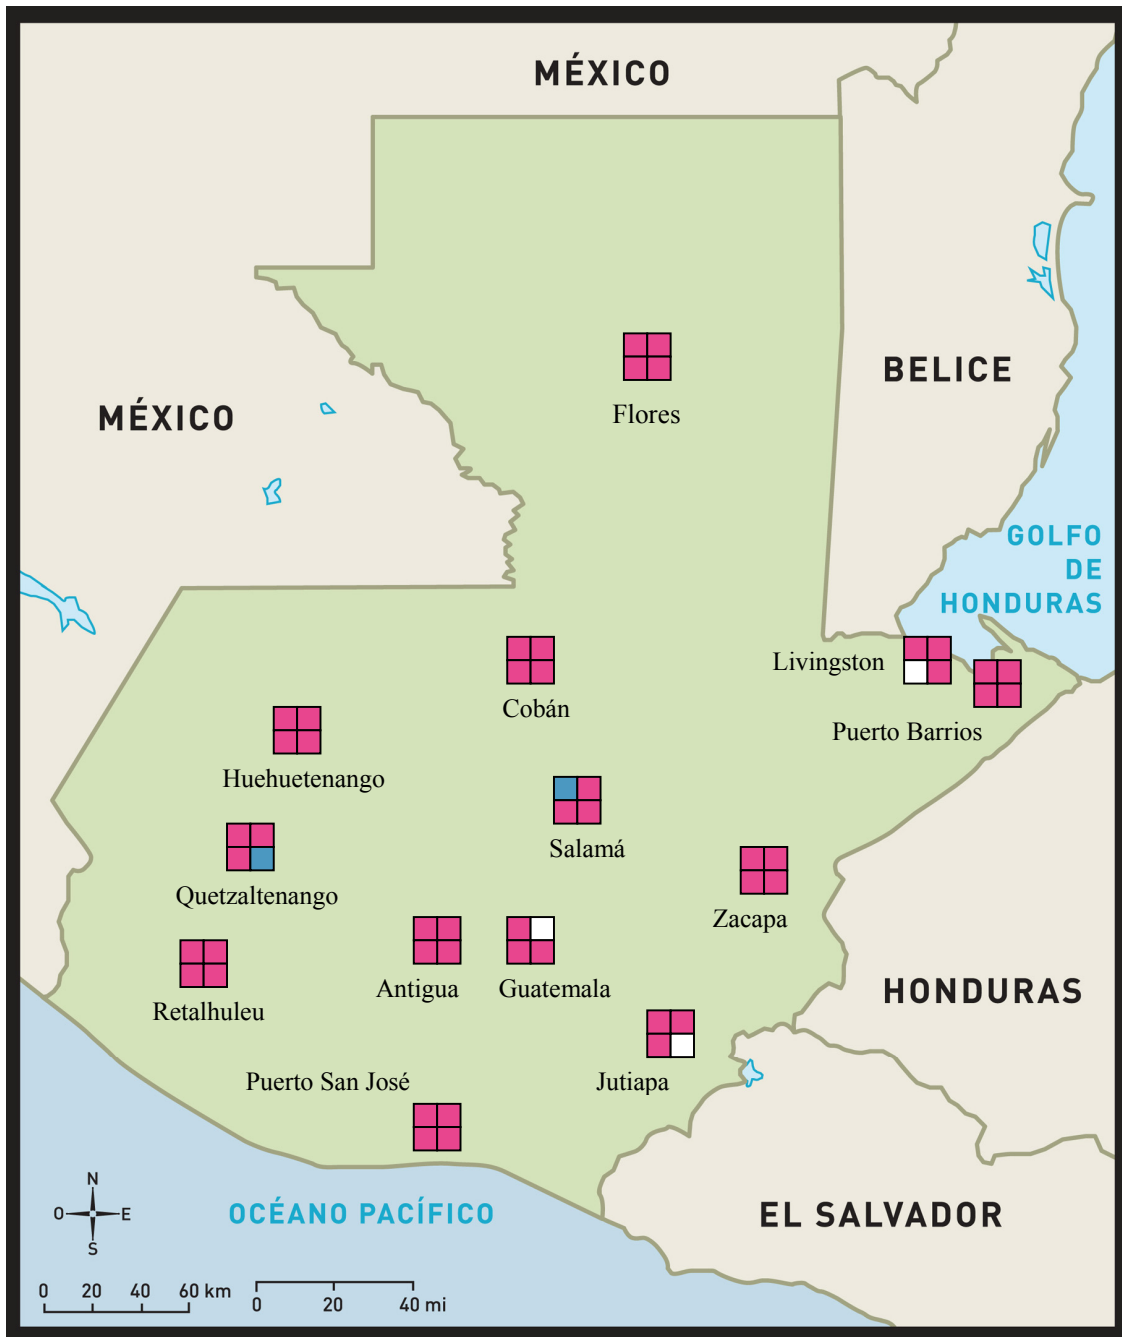 MÉXICO
Flores
BELICE
MÉXICO
GOLFO
DE
HONDURAS
Livingston
Cobán
Puerto Barrios
Huehuetenango
Salamá
Quetzaltenango
Zacapa
Antigua
Guatemala
Retalhuleu
HONDURAS
Puerto San José
Jutiapa
N
O E
S
OCÉANO PACÍFICO
EL SALVADOR
0 20 40 60 km
0 20 40 mi